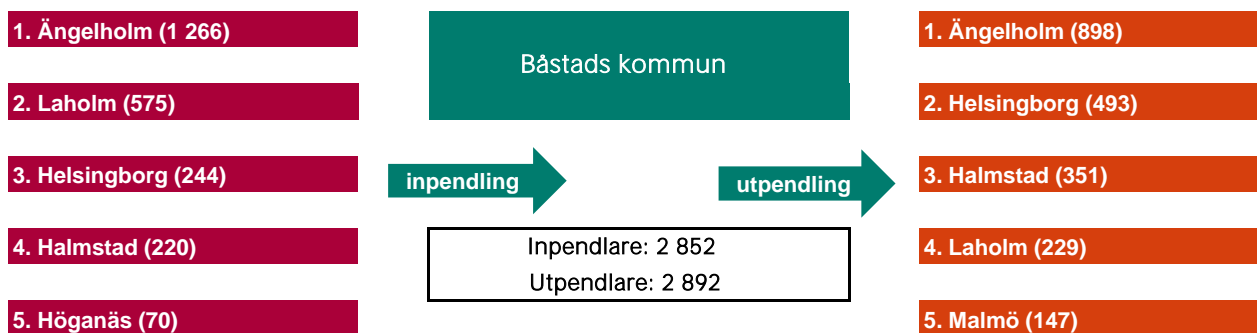 1. Ängelholm (1 266)
2. Laholm (575)
3. Helsingborg (244)
4. Halmstad (220)
5. Höganäs (70)
Båstads kommun
inpendling
utpendling
Inpendlare: 2 852
Utpendlare: 2 892
1. Ängelholm (898)
2. Helsingborg (493)
3. Halmstad (351)
4. Laholm (229)
5. Malmö (147)